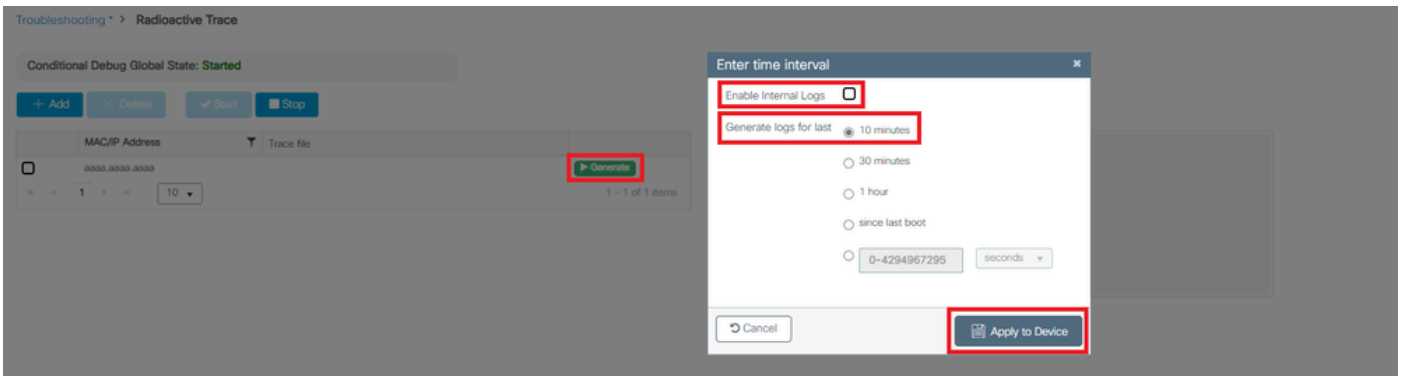 Troubleshooting > Radioactive Trace
Conditional Debug Global State: Started
+ Add
× Delete
✔ Start
Stop
MAC/IP Address
Trace file
aaaa.aaaa.aaaa
Generate
1
10
1 - 1 of 1 items
Enter time interval
Enable Internal Logs
Generate logs for last
10 minutes
30 minutes
1 hour
since last boot
0-4294967295
seconds
Cancel
Apply to Device